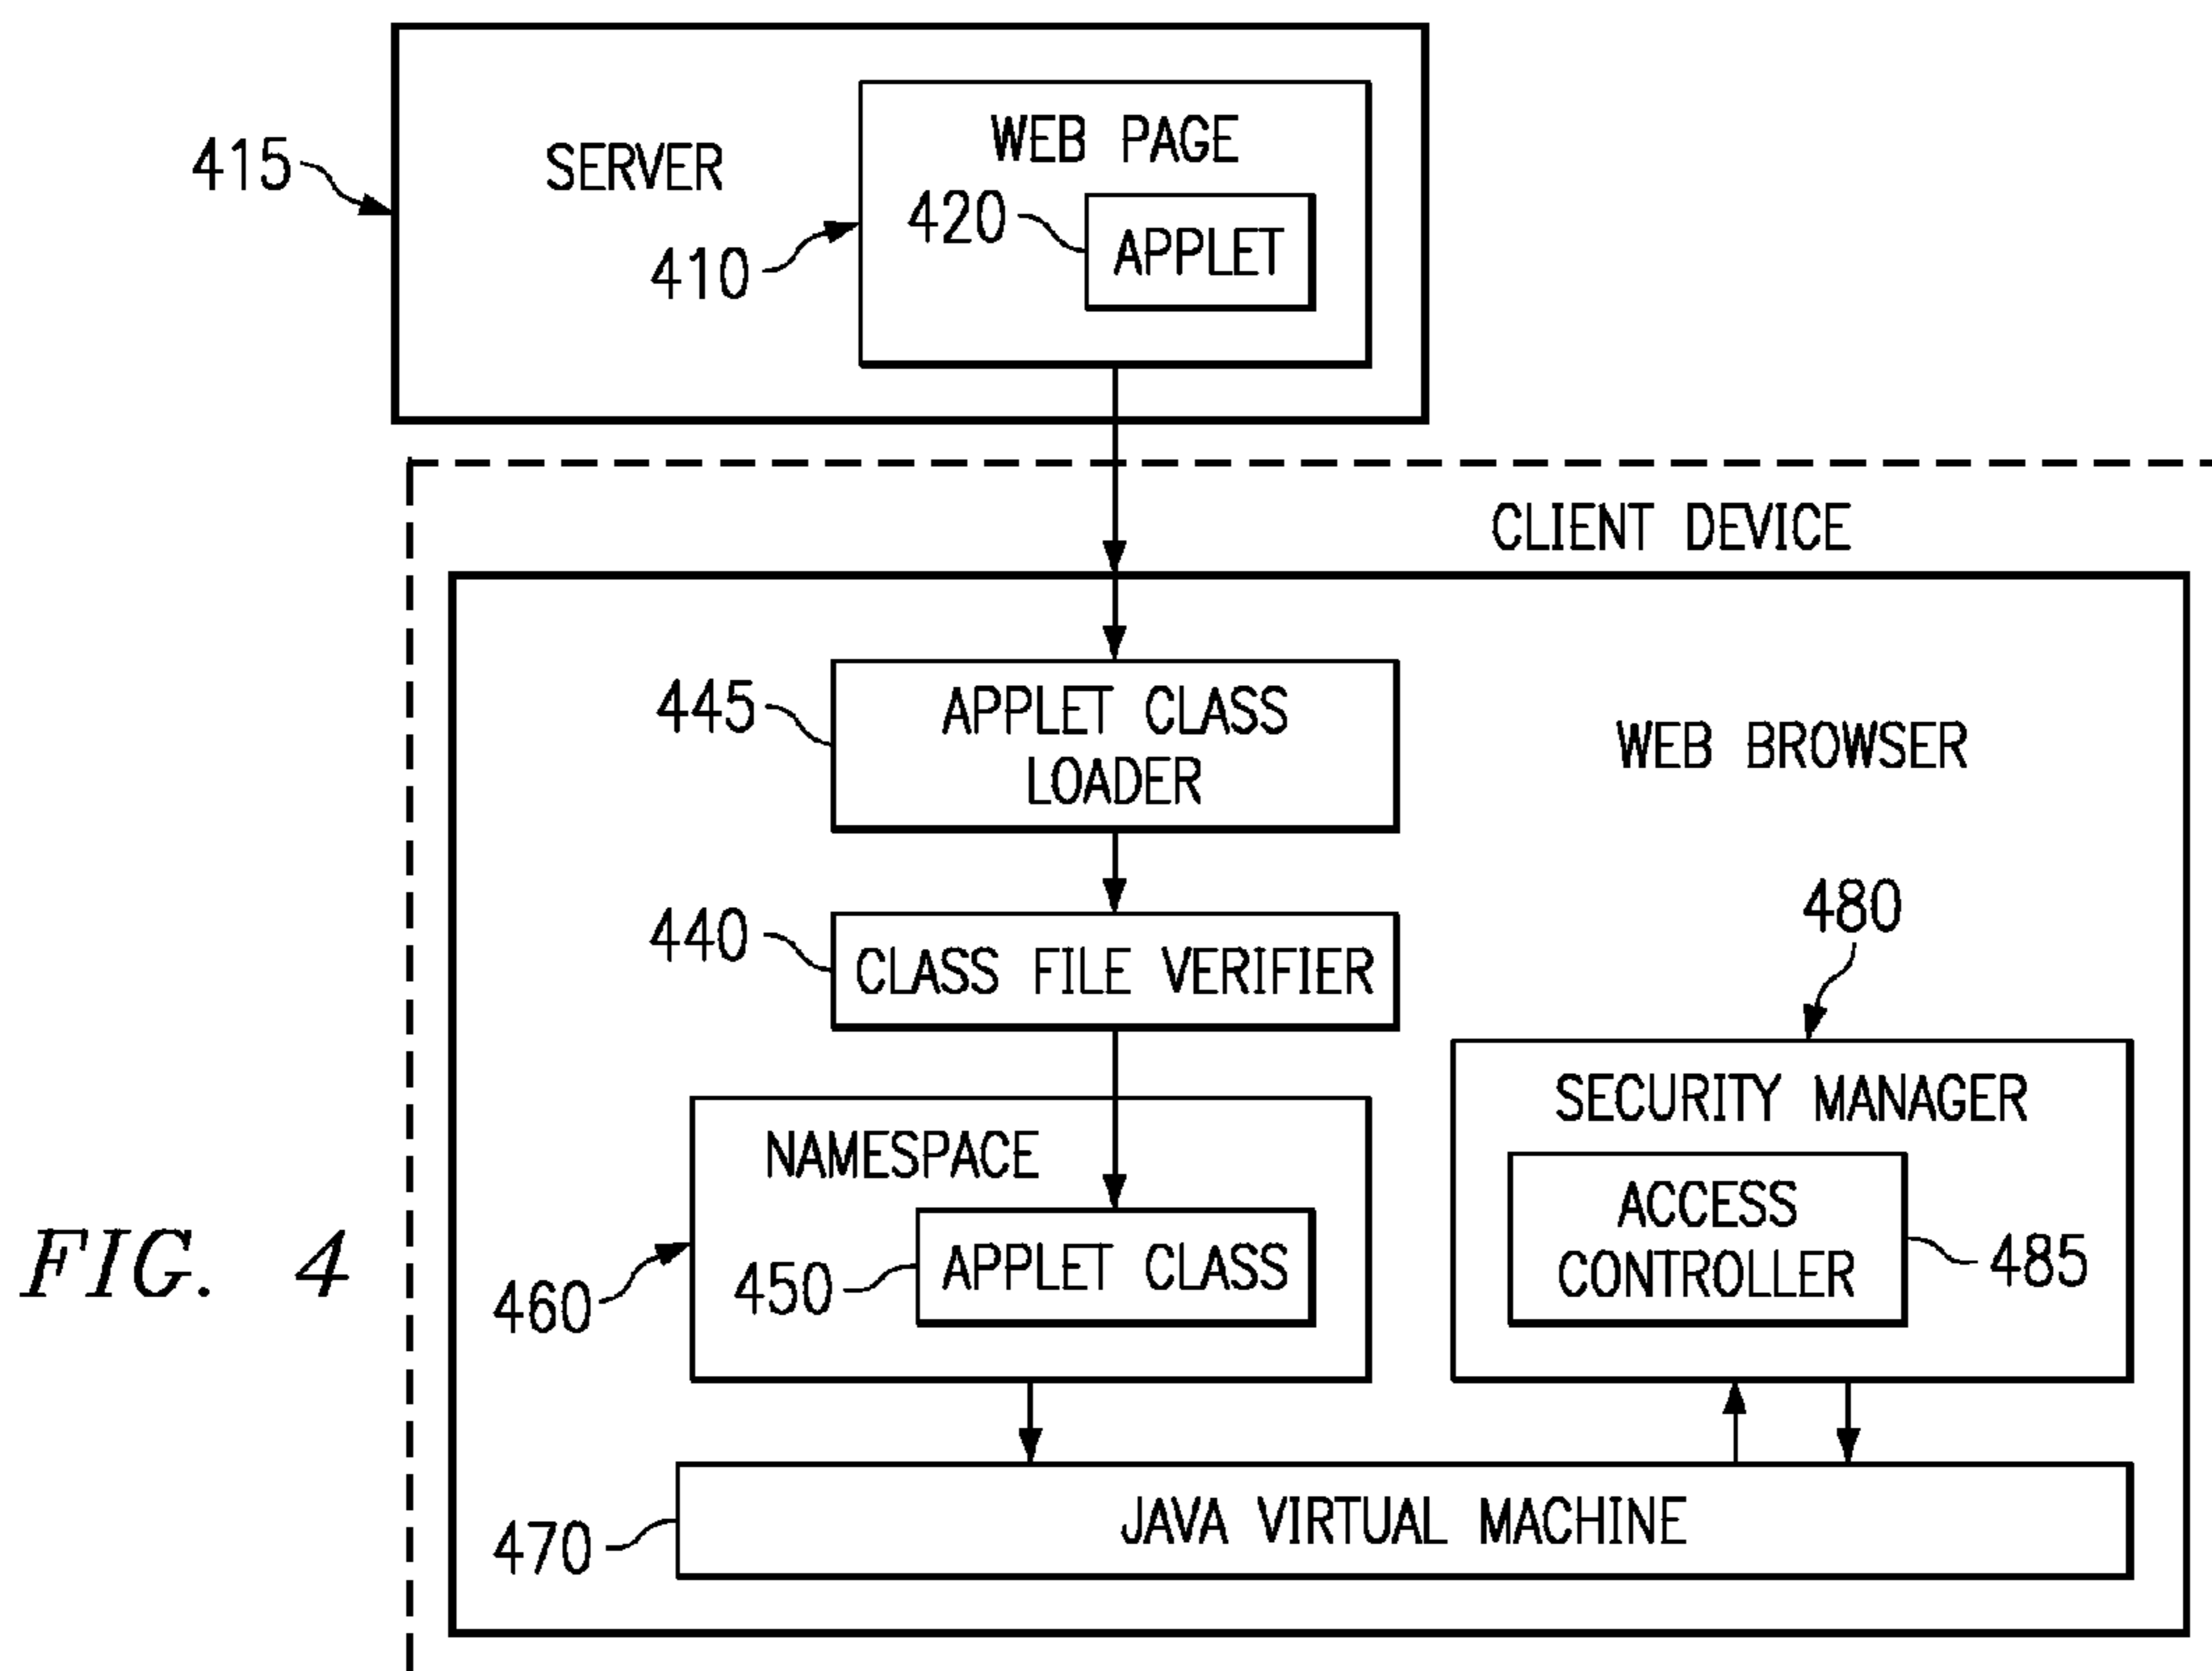 SERVER
WEB PAGE
415
420
APPLET
410
CLIENT DEVICE
445
APPLET CLASS
LOADER
WEB BROWSER
440
CLASS FILE VERIFIER
480
SECURITY MANAGER
NAMESPACE
ACCESS
CONTROLLER
485
460
450
APPLET CLASS
FIG. 4
470
JAVA VIRTUAL MACHINE